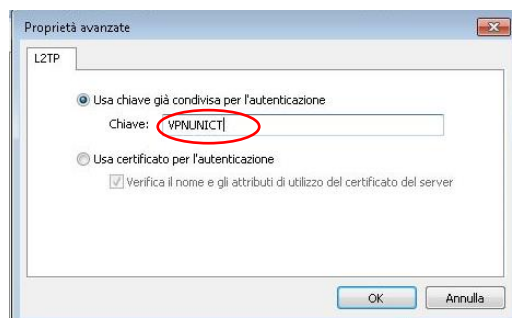 Proprietà avanzate
L2TP
Usa chiave già condivisa per l'autenticazione
Chiave: VPNUNICT
Usa certificato per l'autenticazione
Verifica il nome e gli attributi di utilizzo del certificato del server
OK Annulla